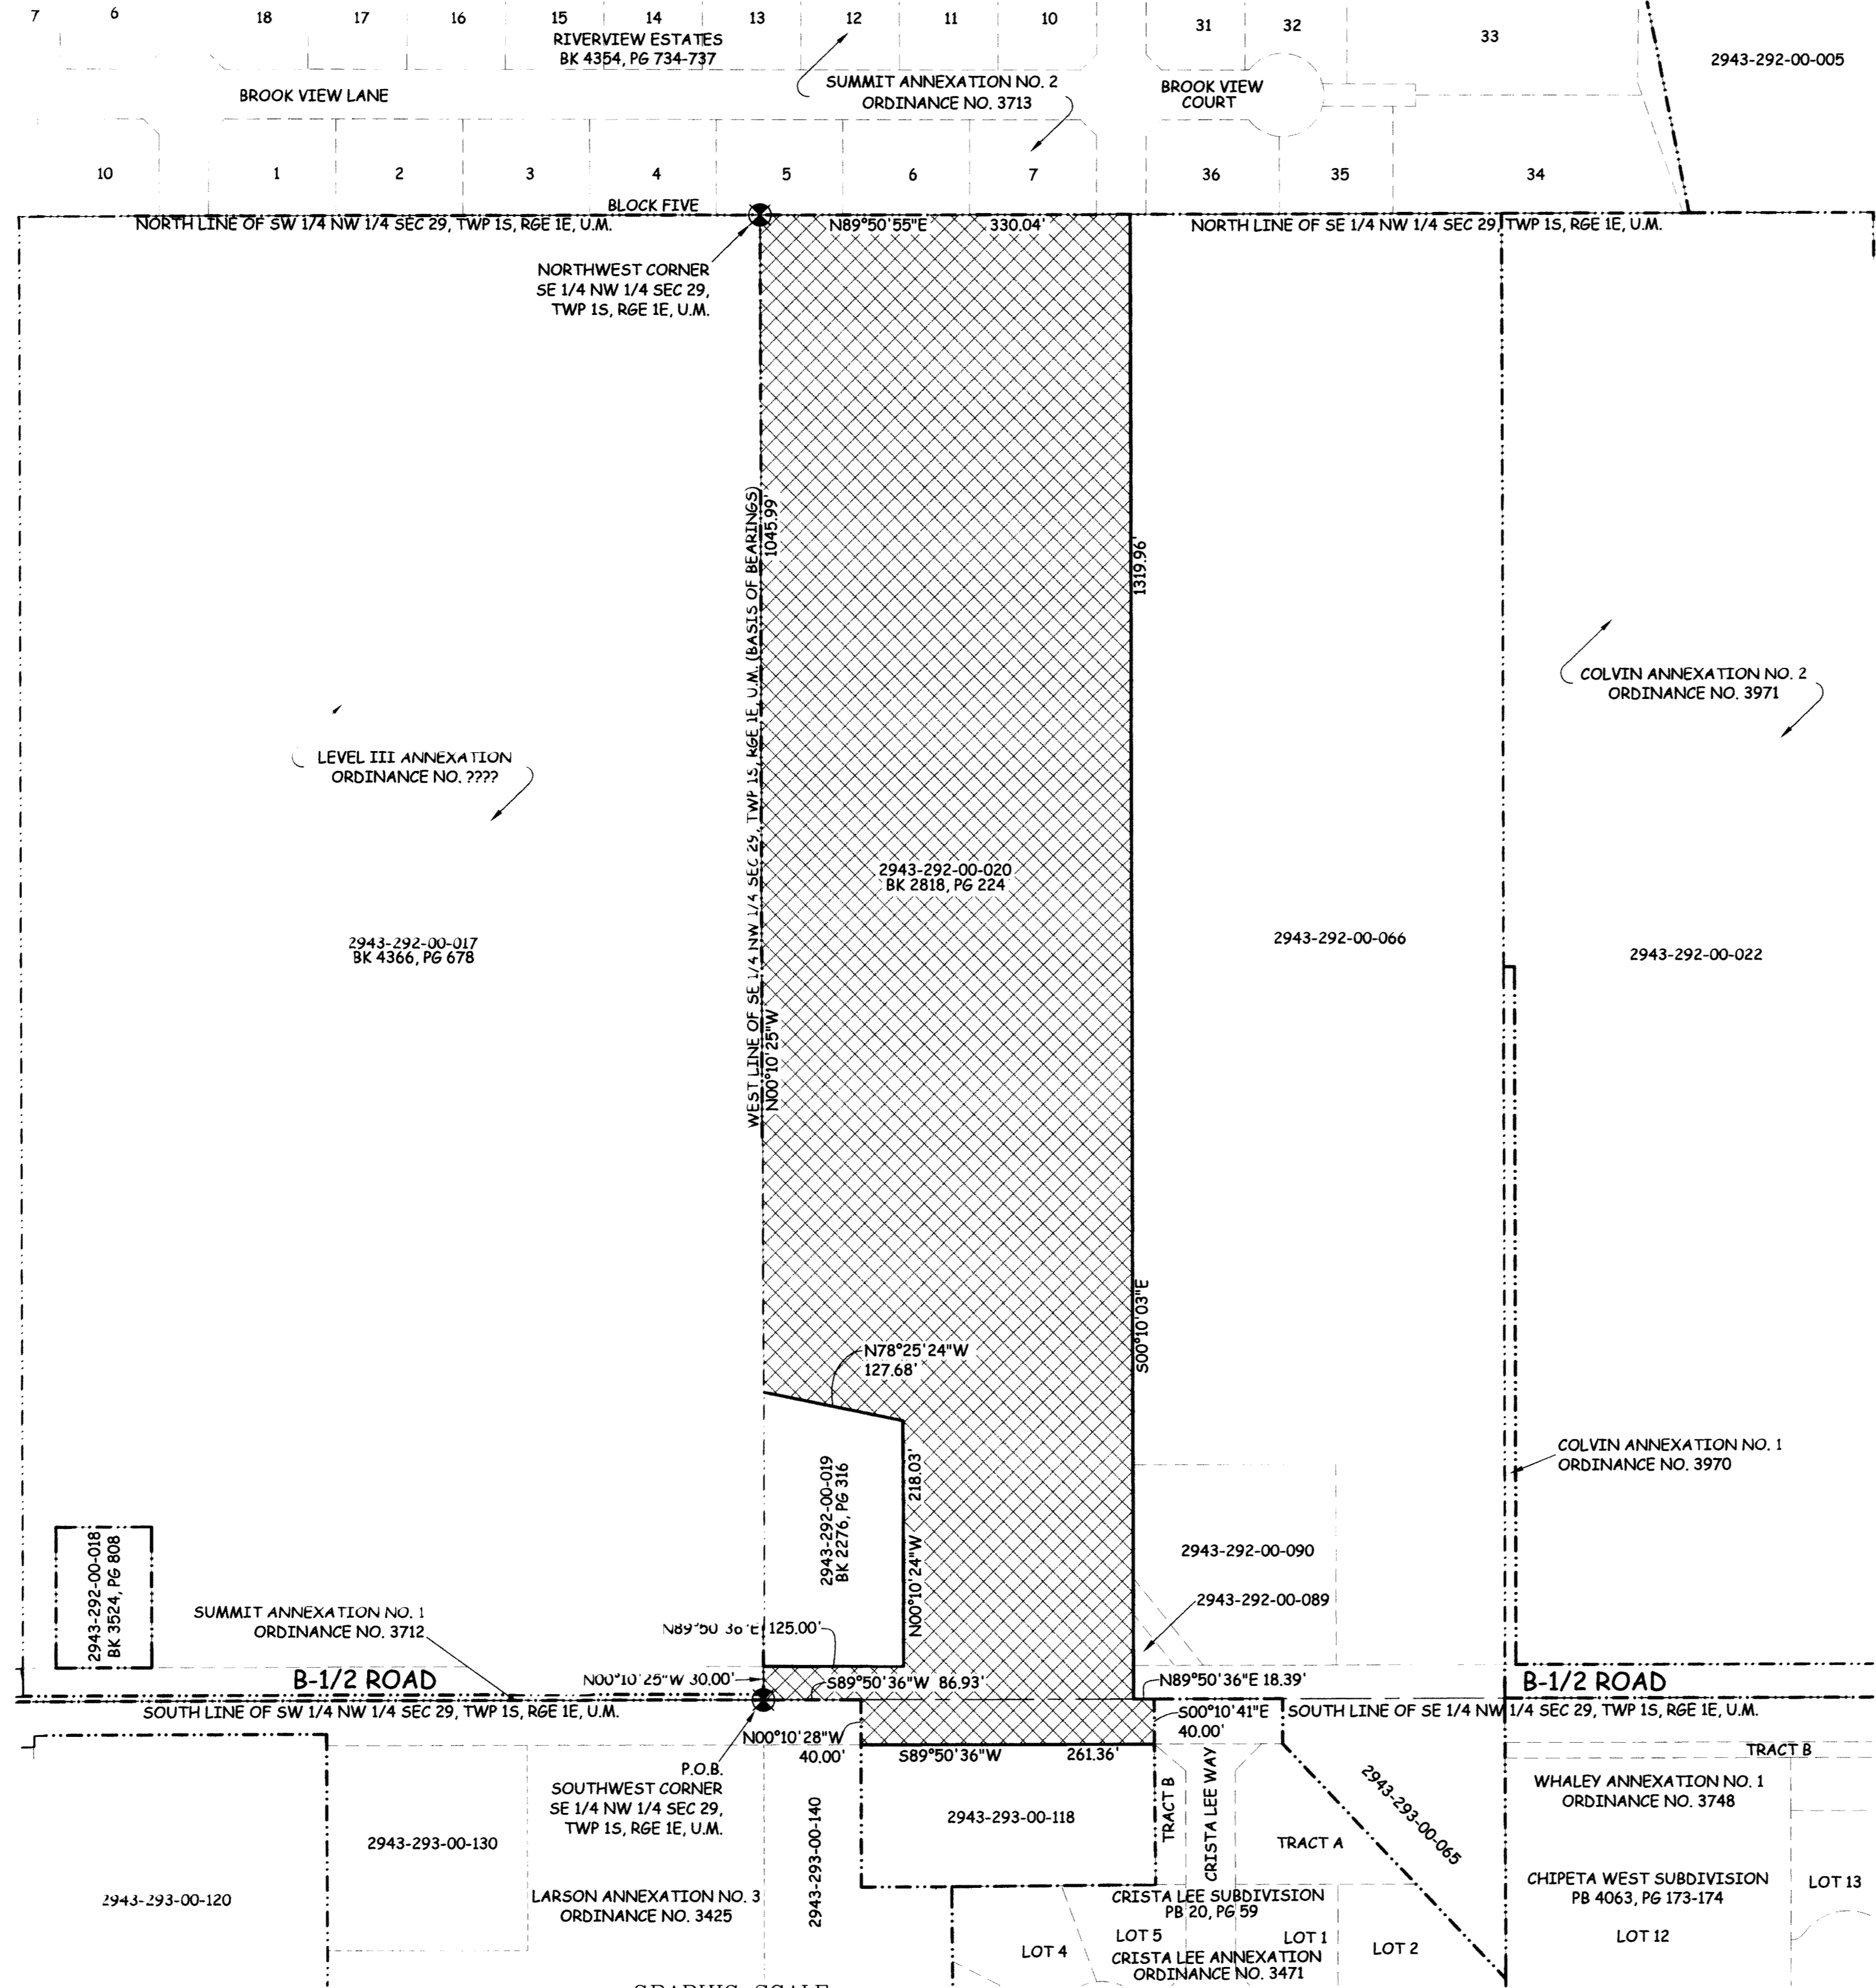 7 6 18 17 16 15 14 13 12 11 10 31 32 33
RIVERVIEW ESTATES
BK 4354, PG 734-737
2943-292-00-005
SUMMIT ANNEXATION NO. 2
ORDINANCE NO. 3713
BROOK VIEW LANE
BROOK VIEW
COURT
10 1 2 3 4 5 6 7 36 35 34
BLOCK FIVE
NORTH LINE OF SW 1/4 NW 1/4 SEC 29, TWP 1S, RGE 1E, U.M.
N89°50'55"E 330.04'
NORTH LINE OF SE 1/4 NW 1/4 SEC 29, TWP 1S, RGE 1E, U.M.
NORTHWEST CORNER
SE 1/4 NW 1/4 SEC 29,
TWP 1S, RGE 1E, U.M.
WEST LINE OF SE 1/4 NW 1/4 SEC 29, TWP 1S, RGE 1E, U.M. (BASIS OF BEARINGS)
N00°10'25"W 1045.99'
1319.96'
S00°10'03"E
COLVIN ANNEXATION NO. 2
ORDINANCE NO. 3971
LEVEL III ANNEXATION
ORDINANCE NO. ????
2943-292-00-020
BK 2818, PG 224
2943-292-00-017
BK 4366, PG 678
2943-292-00-066
2943-292-00-022
N78°25'24"W
127.68'
2943-292-00-019
BK 2276, PG 316
N00°10'24"W 218.03'
COLVIN ANNEXATION NO. 1
ORDINANCE NO. 3970
2943-292-00-018
BK 3524, PG 808
2943-292-00-090
2943-292-00-089
SUMMIT ANNEXATION NO. 1
ORDINANCE NO. 3712
N89°50'36"E 125.00'
B-1/2 ROAD
N00°10'25"W 30.00'
S89°50'36"W 86.93'
N89°50'36"E 18.39'
B-1/2 ROAD
SOUTH LINE OF SW 1/4 NW 1/4 SEC 29, TWP 1S, RGE 1E, U.M.
S00°10'41"E
40.00'
SOUTH LINE OF SE 1/4 NW 1/4 SEC 29, TWP 1S, RGE 1E, U.M.
N00°10'28"W
40.00'
S89°50'36"W 261.36'
TRACT B
P.O.B.
SOUTHWEST CORNER
SE 1/4 NW 1/4 SEC 29,
TWP 1S, RGE 1E, U.M.
2943-293-00-140
2943-293-00-118
TRACT B
CRISTA LEE WAY
TRACT A
2943-293-00-065
WHALEY ANNEXATION NO. 1
ORDINANCE NO. 3748
2943-293-00-130
2943-293-00-120
LARSON ANNEXATION NO. 3
ORDINANCE NO. 3425
CRISTA LEE SUBDIVISION
PB 20, PG 59
CHIPETA WEST SUBDIVISION
PB 4063, PG 173-174
LOT 13
LOT 4
LOT 5
LOT 1
LOT 2
LOT 12
CRISTA LEE ANNEXATION
ORDINANCE NO. 3471
GRAPHIC SCALE